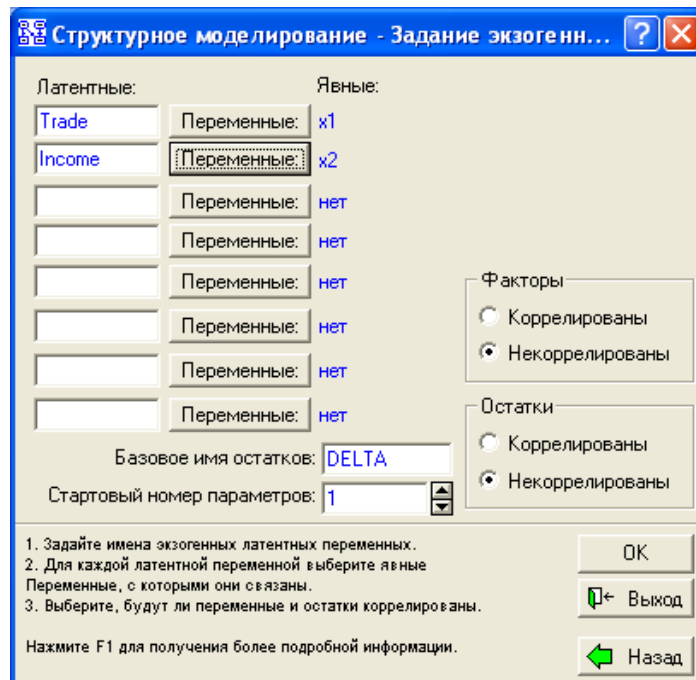 Структурное моделирование - Задание экзогенн...
Латентные: Явные:
Trade Переменные: x1
Income Переменные: x2
Переменные: нет
Переменные: нет
Переменные: нет
Переменные: нет
Переменные: нет
Переменные: нет
Факторы
Коррелированы
Некоррелированы
Остатки
Коррелированы
Некоррелированы
Базовое имя остатков: DELTA
Стартовый номер параметров: 1
1. Задайте имена экзогенных латентных переменных.
2. Для каждой латентной переменной выберите явные
Переменные, с которыми они связаны.
3. Выберите, будут ли переменные и остатки коррелированы.
Нажмите F1 для получения более подробной информации.
OK
Выход
Назад